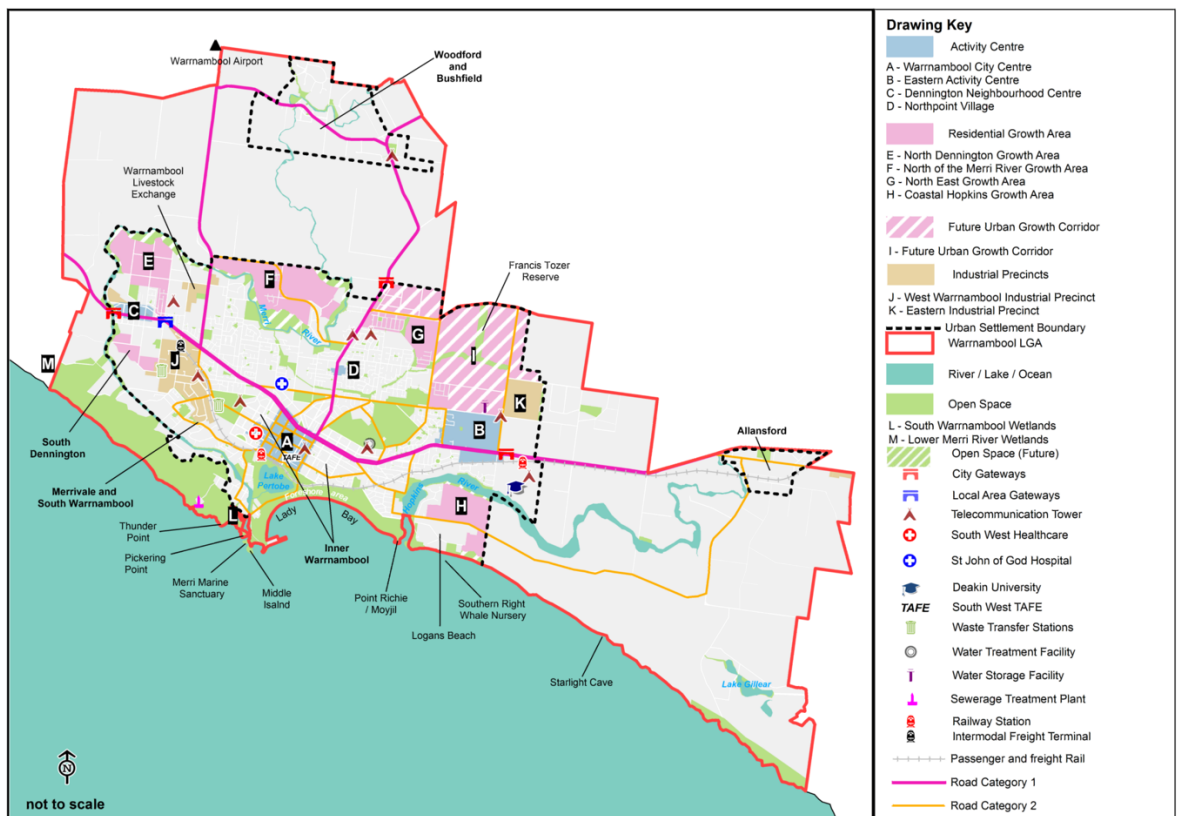 Warrnambool Airport
Woodford
and
Bushfield
Warrnambool
Livestock
Exchange
Francis Tozer
Reserve
E
F
Merri
River
C
G
I
M
J
D
K
A
TAFE
B
Allansford
South
Dennington
Merrivale and
South Warrnambool
Lake
Pertobe
Foreshore Area
Hopkins
River
H
L
Lady
Bay
Thunder
Point
Pickering
Point
Merri Marine
Sanctuary
Middle
Isalnd
Inner
Warrnambool
Point Richie
/ Moyjil
Logans Beach
Southern Right
Whale Nursery
Starlight Cave
Lake Gillear
N
not to scale
Drawing Key
Activity Centre
A - Warrnambool City Centre
B - Eastern Activity Centre
C - Dennington Neighbourhood Centre
D - Northpoint Village
Residential Growth Area
E - North Dennington Growth Area
F - North of the Merri River Growth Area
G - North East Growth Area
H - Coastal Hopkins Growth Area
Future Urban Growth Corridor
I - Future Urban Growth Corridor
Industrial Precincts
J - West Warrnambool Industrial Precinct
K - Eastern Industrial Precinct
Urban Settlement Boundary
Warrnambool LGA
River / Lake / Ocean
Open Space
L - South Warrnambool Wetlands
M - Lower Merri River Wetlands
Open Space (Future)
City Gateways
Local Area Gateways
Telecommunication Tower
South West Healthcare
St John of God Hospital
Deakin University
TAFE South West TAFE
Waste Transfer Stations
Water Treatment Facility
Water Storage Facility
Sewerage Treatment Plant
Railway Station
Intermodal Freight Terminal
Passenger and freight Rail
Road Category 1
Road Category 2